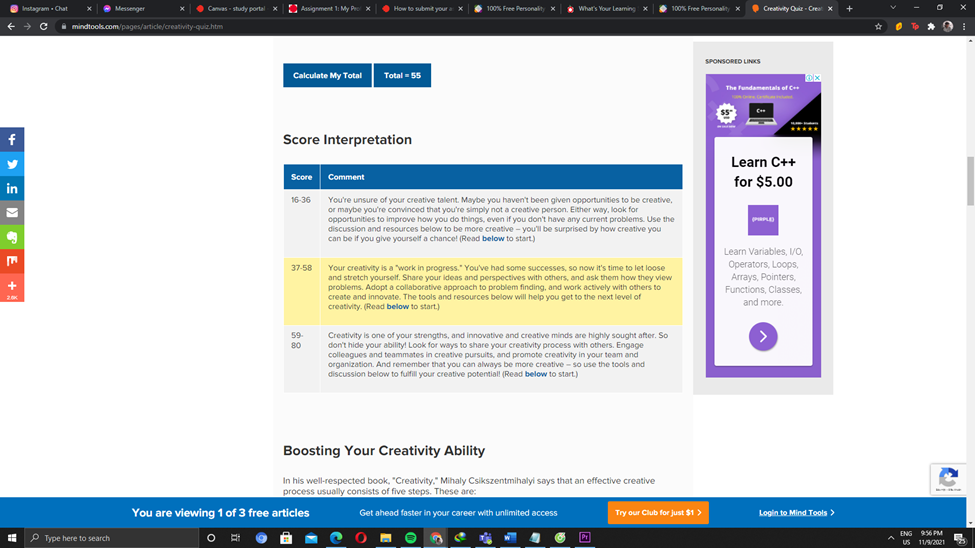 Instagram • Chat
Messenger
Canvas - study portal
Assignment 1: My Pro
How to submit your a
100% Free Personality
What's Your Learning
100% Free Personality
Creativity Quiz - Creat
mindtools.com/pages/article/creativity-quiz.htm
Calculate My Total
Total = 55
Score Interpretation
Score Comment
16-36 You're unsure of your creative talent. Maybe you haven't been given opportunities to be creative,
or maybe you're convinced that you're simply not a creative person. Either way, look for
opportunities to improve how you do things, even if you don't have any current problems. Use the
discussion and resources below to be more creative – you'll be surprised by how creative you
can be if you give yourself a chance! (Read below to start.)
37-58 Your creativity is a "work in progress." You've had some successes, so now it's time to let loose
and stretch yourself. Share your ideas and perspectives with others, and ask them how they view
problems. Adopt a collaborative approach to problem finding, and work actively with others to
create and innovate. The tools and resources below will help you get to the next level of
creativity. (Read below to start.)
59-80 Creativity is one of your strengths, and innovative and creative minds are highly sought after. So
don't hide your ability! Look for ways to share your creativity process with others. Engage
colleagues and teammates in creative pursuits, and promote creativity in your team and
organization. And remember that you can always be more creative – so use the tools and
discussion below to fulfill your creative potential! (Read below to start.)
Boosting Your Creativity Ability
In his well-respected book, "Creativity," Mihaly Csikszentmihalyi says that an effective creative
process usually consists of five steps. These are:
2.6K
SPONSORED LINKS
The Fundamentals of C++
$5
C++
Learn C++
for $5.00
{PIRPLE}
Learn Variables, I/O,
Operators, Loops,
Arrays, Pointers,
Functions, Classes,
and more.
You are viewing 1 of 3 free articles
Get ahead faster in your career with unlimited access
Try our Club for just $1
Login to Mind Tools
Type here to search
ENG
US
9:56 PM
11/9/2021